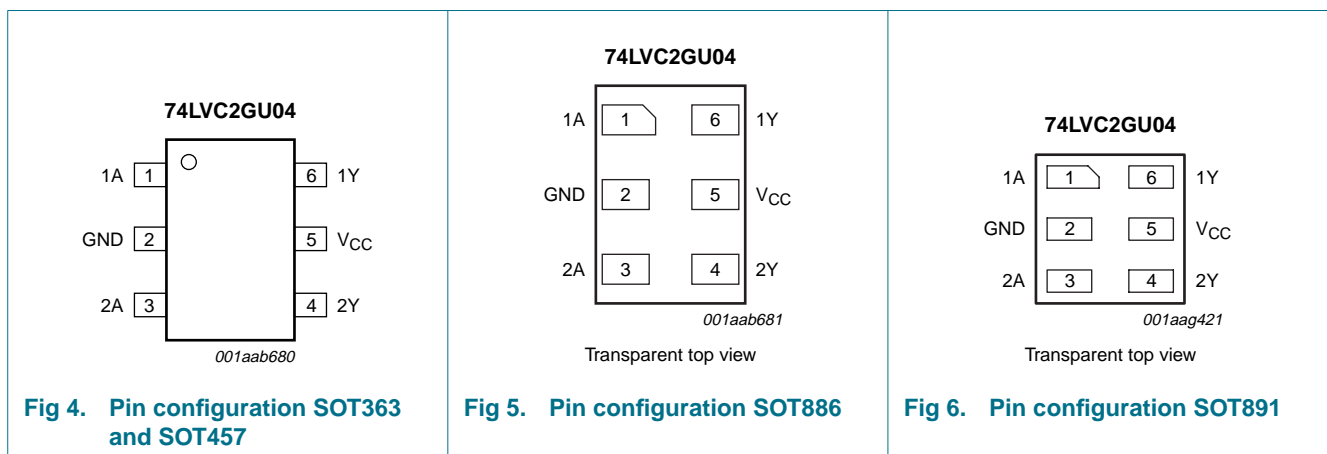 74LVC2GU04
1A 1 6 1Y
GND 2 5 VCC
2A 3 4 2Y
001aab680
Fig 4. Pin configuration SOT363
and SOT457
74LVC2GU04
1A 1 6 1Y
GND 2 5 VCC
2A 3 4 2Y
001aab681
Transparent top view
Fig 5. Pin configuration SOT886
74LVC2GU04
1A 1 6 1Y
GND 2 5 VCC
2A 3 4 2Y
001aag421
Transparent top view
Fig 6. Pin configuration SOT891